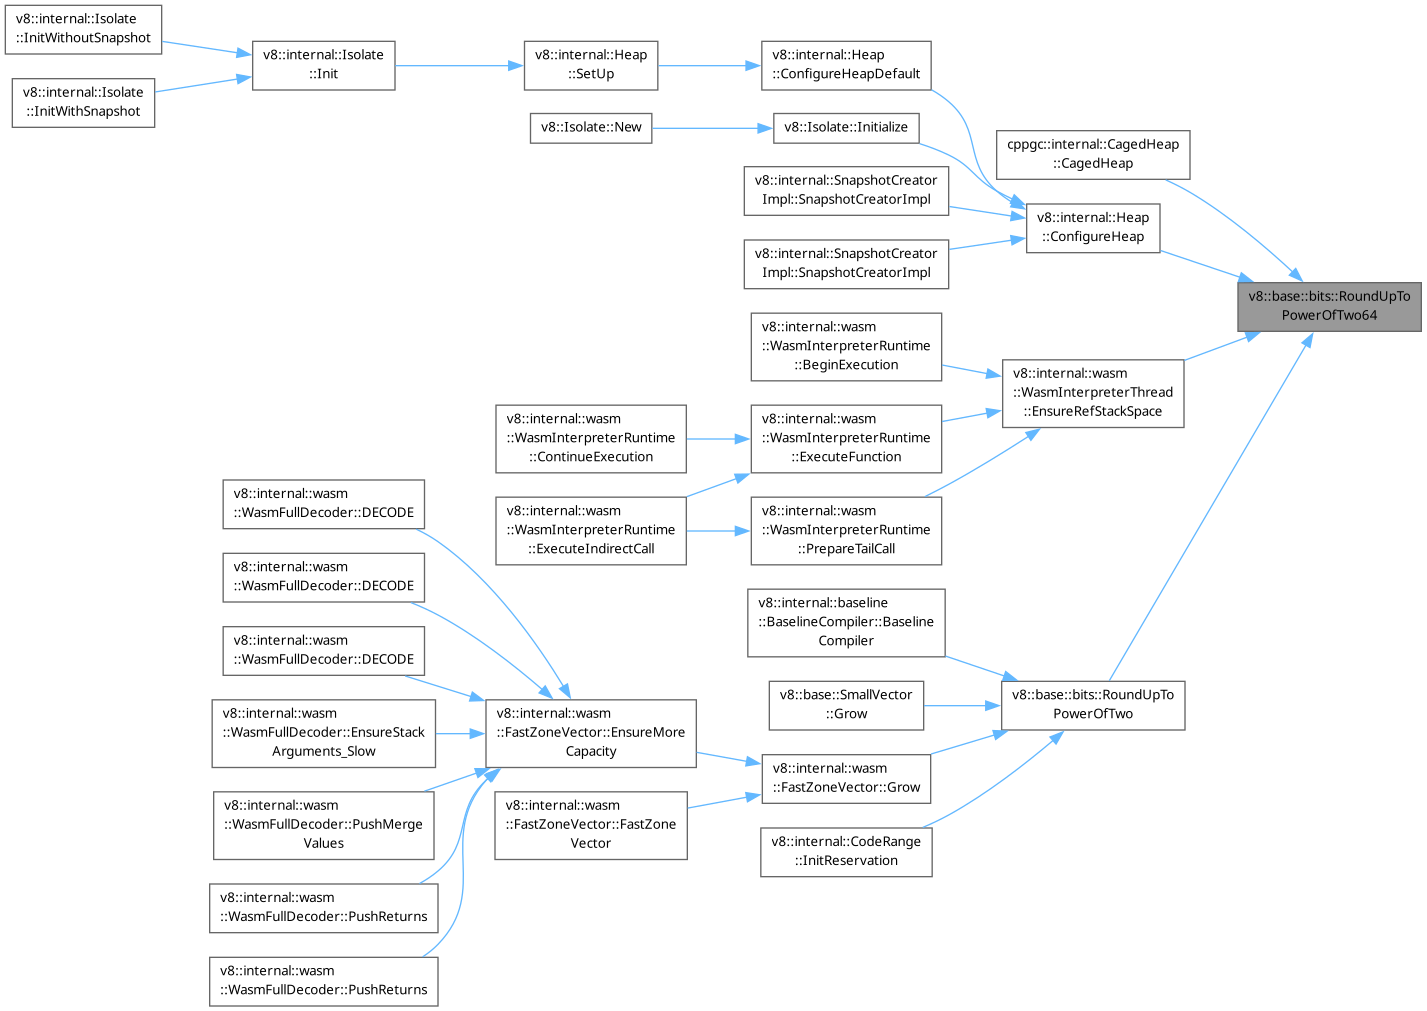 v8::internal::Isolate
::InitWithoutSnapshot
v8::internal::Isolate
::InitWithSnapshot
v8::internal::Isolate
::Init
v8::internal::Heap
::SetUp
v8::internal::Heap
::ConfigureHeapDefault
v8::Isolate::New
v8::Isolate::Initialize
cppgc::internal::CagedHeap
::CagedHeap
v8::internal::SnapshotCreator
Impl::SnapshotCreatorImpl
v8::internal::Heap
::ConfigureHeap
v8::internal::SnapshotCreator
Impl::SnapshotCreatorImpl
v8::base::bits::RoundUpTo
PowerOfTwo64
v8::internal::wasm
::WasmInterpreterRuntime
::BeginExecution
v8::internal::wasm
::WasmInterpreterThread
::EnsureRefStackSpace
v8::internal::wasm
::WasmInterpreterRuntime
::ContinueExecution
v8::internal::wasm
::WasmInterpreterRuntime
::ExecuteFunction
v8::internal::wasm
::WasmInterpreterRuntime
::ExecuteIndirectCall
v8::internal::wasm
::WasmInterpreterRuntime
::PrepareTailCall
v8::internal::wasm
::WasmFullDecoder::DECODE
v8::internal::wasm
::WasmFullDecoder::DECODE
v8::internal::wasm
::WasmFullDecoder::DECODE
v8::internal::baseline
::BaselineCompiler::Baseline
Compiler
v8::base::SmallVector
::Grow
v8::base::bits::RoundUpTo
PowerOfTwo
v8::internal::wasm
::WasmFullDecoder::EnsureStack
Arguments_Slow
v8::internal::wasm
::FastZoneVector::EnsureMore
Capacity
v8::internal::wasm
::FastZoneVector::Grow
v8::internal::wasm
::WasmFullDecoder::PushMerge
Values
v8::internal::wasm
::FastZoneVector::FastZone
Vector
v8::internal::CodeRange
::InitReservation
v8::internal::wasm
::WasmFullDecoder::PushReturns
v8::internal::wasm
::WasmFullDecoder::PushReturns